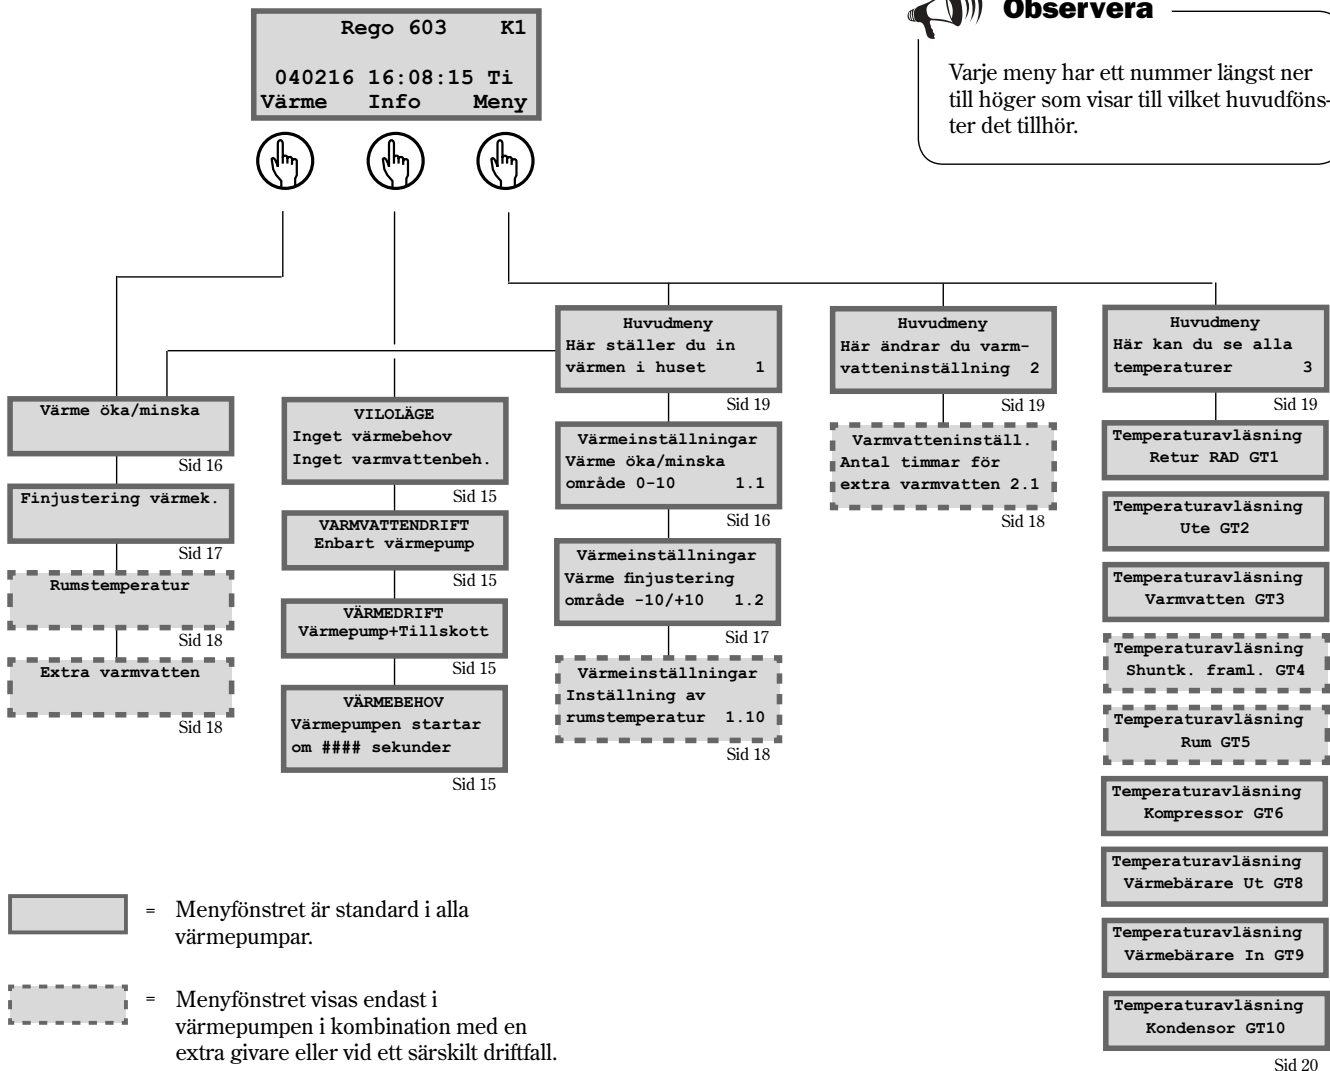 Rego 603 K1
040216 16:08:15 Ti
Värme Info Meny
Observera
Varje meny har ett nummer längst ner
till höger som visar till vilket huvudföns-
ter det tillhör.
Värme öka/minska
Sid 16
Finjustering värmek.
Sid 17
Rumstemperatur
Sid 18
Extra varmvatten
Sid 18
VILOLÄGE
Inget värmebehov
Inget varmvattenbeh.
Sid 15
VARMVATTENDRIFT
Enbart värmepump
Sid 15
VÄRMEDRIFT
Värmepump+Tillskott
Sid 15
VÄRMEBEHOV
Värmepumpen startar
om #### sekunder
Sid 15
Huvudmeny
Här ställer du in
värmen i huset 1
Sid 19
Värmeinställningar
Värme öka/minska
område 0-10 1.1
Sid 16
Värmeinställningar
Värme finjustering
område -10/+10 1.2
Sid 17
Värmeinställningar
Inställning av
rumstemperatur 1.10
Sid 18
Huvudmeny
Här ändrar du varm-
vatteninställning 2
Sid 19
Varmvatteninställ.
Antal timmar för
extra varmvatten 2.1
Sid 18
Huvudmeny
Här kan du se alla
temperaturer 3
Sid 19
Temperaturavläsning
Retur RAD GT1
Temperaturavläsning
Ute GT2
Temperaturavläsning
Varmvatten GT3
Temperaturavläsning
Shuntk. framl. GT4
Temperaturavläsning
Rum GT5
Temperaturavläsning
Kompressor GT6
Temperaturavläsning
Värmebärare Ut GT8
Temperaturavläsning
Värmebärare In GT9
Temperaturavläsning
Kondensor GT10
Sid 20
= Menyfönstret är standard i alla
värmepumpar.
= Menyfönstret visas endast i
värmepumpen i kombination med en
extra givare eller vid ett särskilt driftfall.